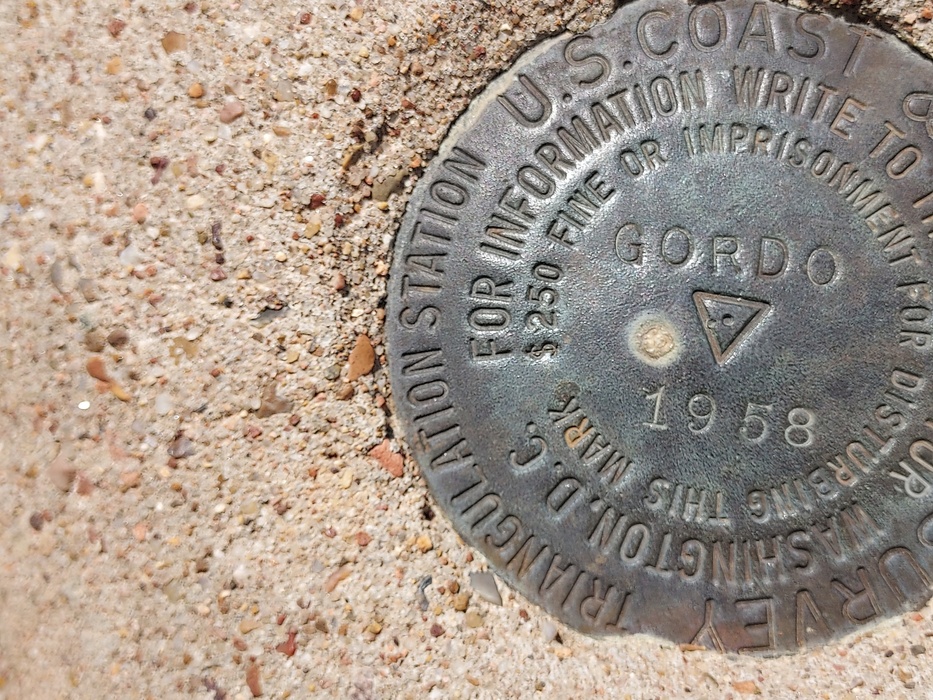 U.S. COAST &
SURVEY
TRIANGULATION STATION
FOR INFORMATION WRITE TO
WASHINGTON, D.C.
$250 FINE OR IMPRISONMENT FOR DISTURBING THIS MARK
GORDO
1958